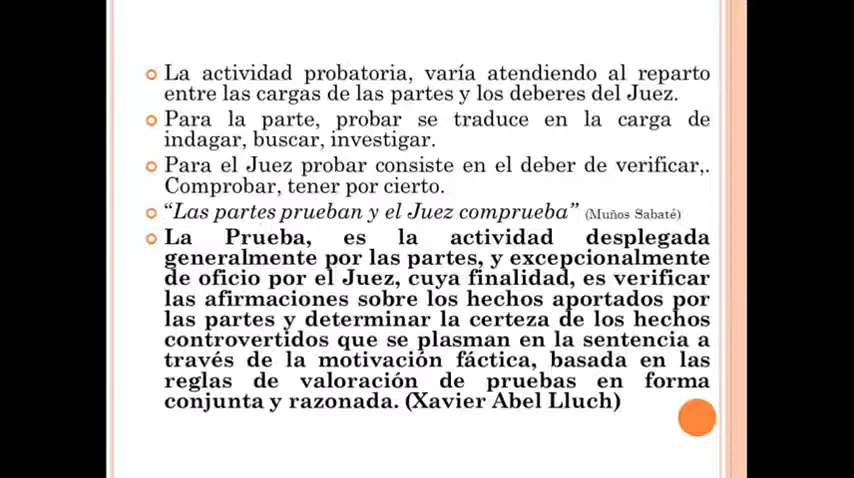 La actividad probatoria, varía atendiendo al reparto
entre las cargas de las partes y los deberes del Juez.
Para la parte, probar se traduce en la carga de
indagar, buscar, investigar.
Para el Juez probar consiste en el deber de verificar,.
Comprobar, tener por cierto.
“Las partes prueban y el Juez comprueba” (Muños Sabaté)
La Prueba, es la actividad desplegada
generalmente por las partes, y excepcionalmente
de oficio por el Juez, cuya finalidad, es verificar
las afirmaciones sobre los hechos aportados por
las partes y determinar la certeza de los hechos
controvertidos que se plasman en la sentencia a
través de la motivación fáctica, basada en las
reglas de valoración de pruebas en forma
conjunta y razonada. (Xavier Abel Lluch)